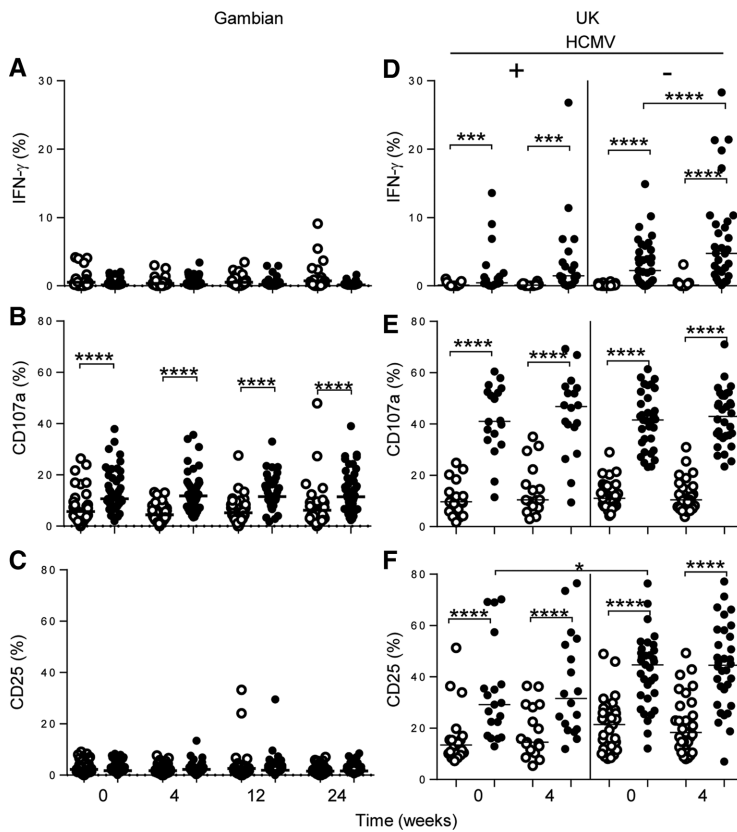 Gambian
UK
HCMV
A
30
20
10
0
IFN-γ (%)
D
+
-
30
20
10
0
IFN-γ (%)
***
***
****
****
****
B
80
60
40
20
0
CD107a (%)
****
****
****
****
E
80
60
40
20
0
CD107a (%)
****
****
****
****
C
80
60
40
20
0
CD25 (%)
0 4 12 24
F
80
60
40
20
0
CD25 (%)
*
****
****
****
****
0 4 0 4
Time (weeks)